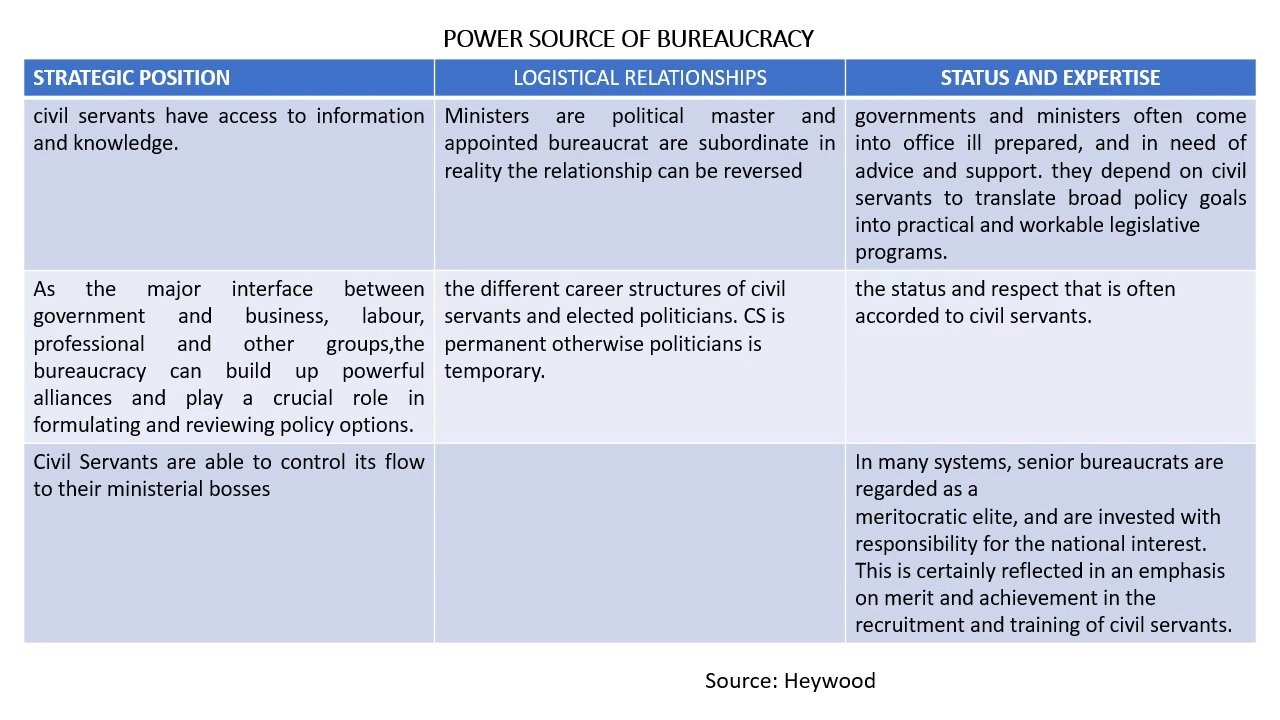 POWER SOURCE OF BUREAUCRACY
STRATEGIC POSITION
LOGISTICAL RELATIONSHIPS
STATUS AND EXPERTISE
civil servants have access to information
and knowledge.
Ministers are political master and
appointed bureaucrat are subordinate in
reality the relationship can be reversed
governments and ministers often come
into office ill prepared, and in need of
advice and support. they depend on civil
servants to translate broad policy goals
into practical and workable legislative
programs.
As the major interface between
government and business, labour,
professional and other groups,the
bureaucracy can build up powerful
alliances and play a crucial role in
formulating and reviewing policy options.
the different career structures of civil
servants and elected politicians. CS is
permanent otherwise politicians is
temporary.
the status and respect that is often
accorded to civil servants.
Civil Servants are able to control its flow
to their ministerial bosses
In many systems, senior bureaucrats are
regarded as a
meritocratic elite, and are invested with
responsibility for the national interest.
This is certainly reflected in an emphasis
on merit and achievement in the
recruitment and training of civil servants.
Source: Heywood